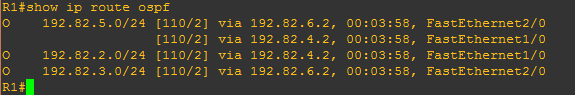 R1#show ip route ospf
O    192.82.5.0/24 [110/2] via 192.82.6.2, 00:03:58, FastEthernet2/0
                   [110/2] via 192.82.4.2, 00:03:58, FastEthernet1/0
O    192.82.2.0/24 [110/2] via 192.82.4.2, 00:03:58, FastEthernet1/0
O    192.82.3.0/24 [110/2] via 192.82.6.2, 00:03:58, FastEthernet2/0
R1#